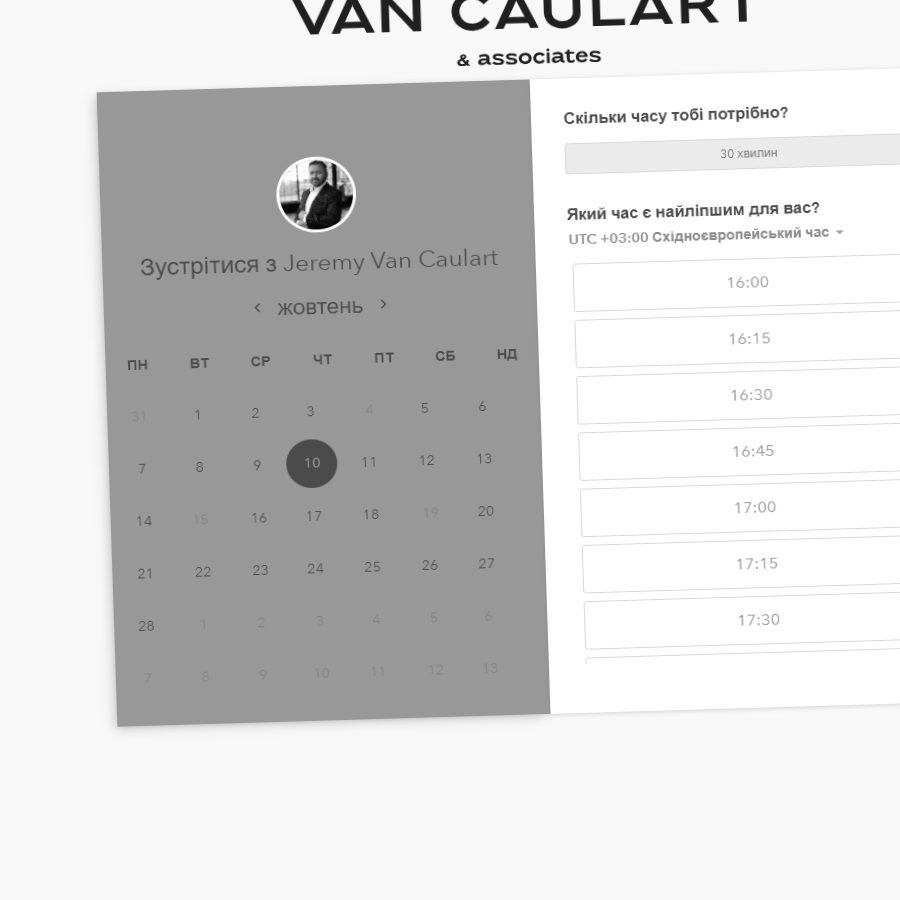 VAN CAULART
& associates
Зустрітися з Jeremy Van Caulart
‹ жовтень ›
ПН ВТ СР ЧТ ПТ СБ НД
31 1 2 3 4 5 6
7 8 9 10 11 12 13
14 15 16 17 18 19 20
21 22 23 24 25 26 27
28 1 2 3 4 5 6
7 8 9 10 11 12 13
Скільки часу тобі потрібно?
30 хвилин
Який час є найліпшим для вас?
UTC +03:00 Східноєвропейський час
16:00
16:15
16:30
16:45
17:00
17:15
17:30